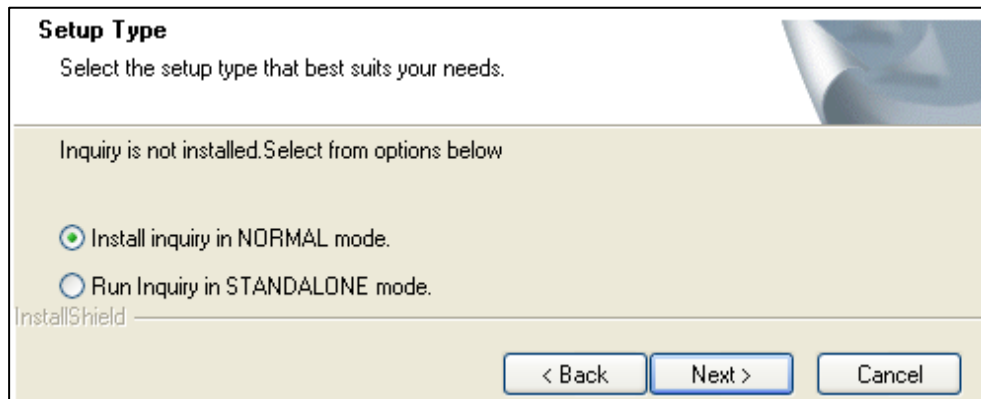 Setup Type
Select the setup type that best suits your needs.
Inquiry is not installed.Select from options below
Install inquiry in NORMAL mode.
Run Inquiry in STANDALONE mode.
InstallShield
< Back
Next >
Cancel